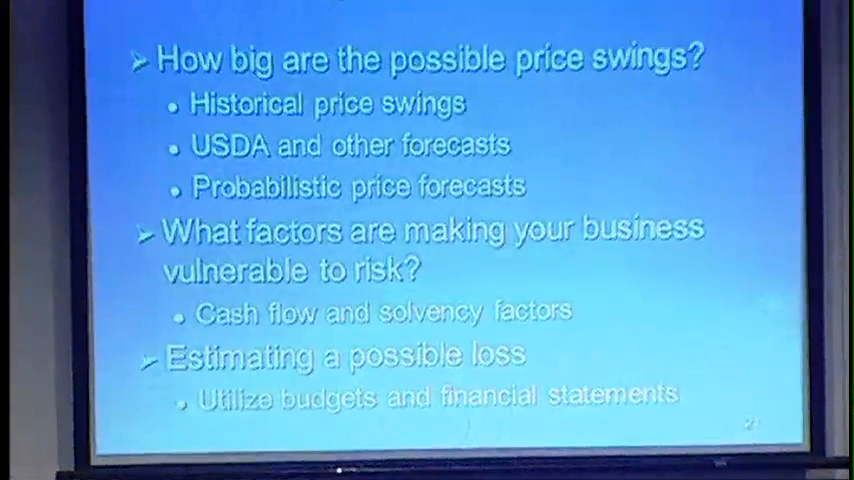 ➢ How big are the possible price swings?
• Historical price swings
• USDA and other forecasts
• Probabilistic price forecasts
➢ What factors are making your business
vulnerable to risk?
• Cash flow and solvency factors
➢ Estimating a possible loss
• Utilize budgets and financial statements